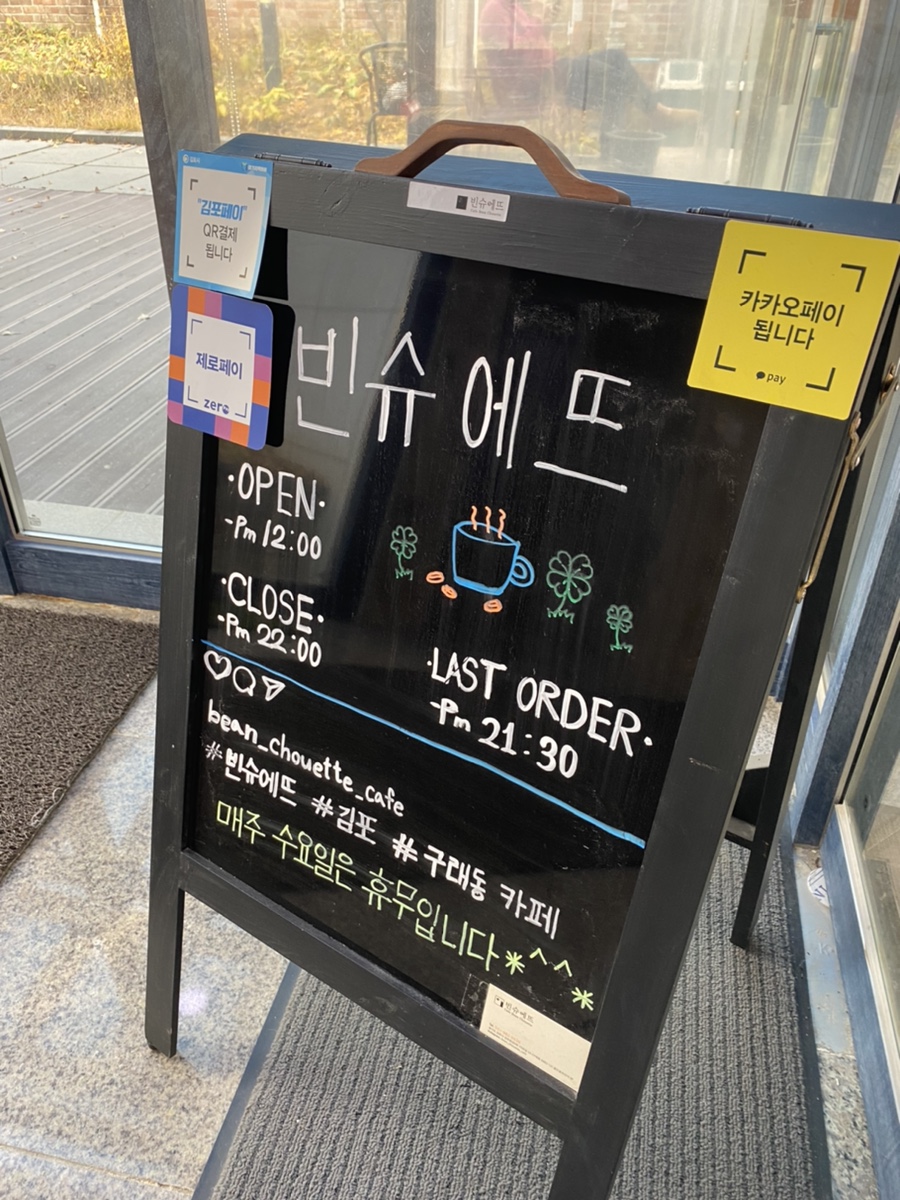 "김포페이"
QR결제
됩니다
제로페이
zero
빈슈에뜨
카카오페이
됩니다
pay
빈슈에뜨
·OPEN·
-Pm 12:00
·CLOSE·
-Pm 22:00
·LAST ORDER·
-Pm 21:30
bean_chouette_cafe
#빈슈에뜨 #김포 #구래동 카페
매주 수요일은 휴무입니다*^^*
빈슈에뜨